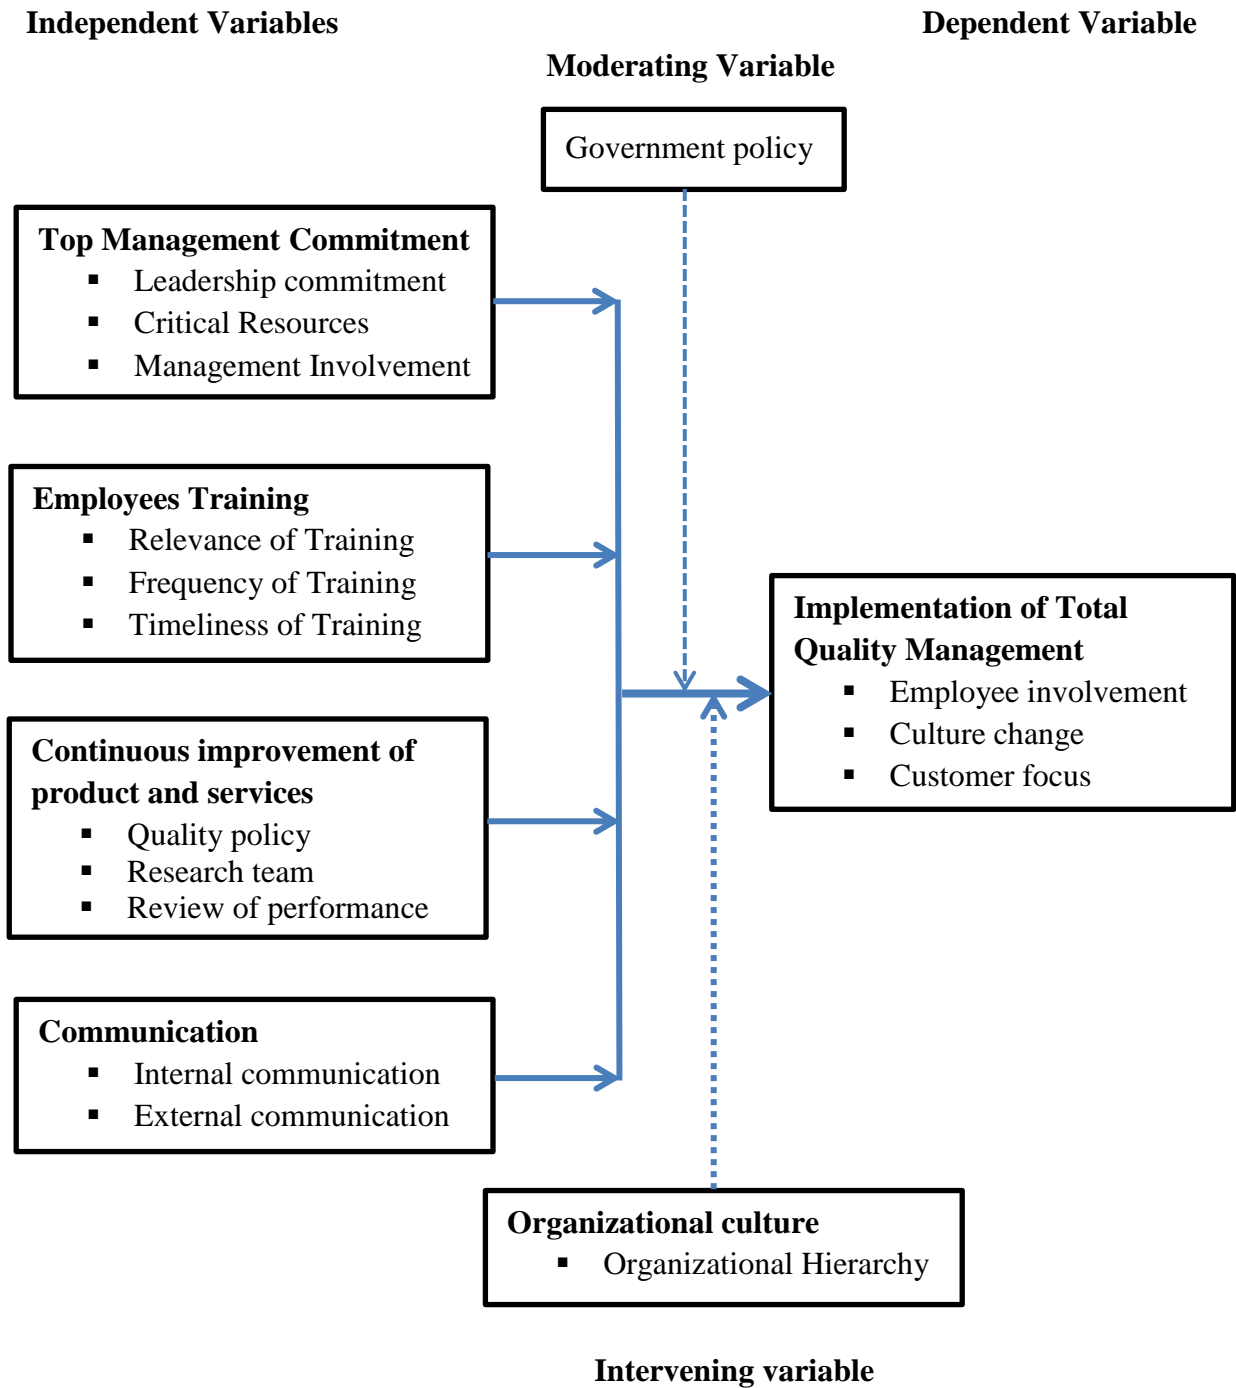 Independent Variables
Dependent Variable
Moderating Variable
Government policy
Top Management Commitment
▪ Leadership commitment
▪ Critical Resources
▪ Management Involvement
Employees Training
▪ Relevance of Training
▪ Frequency of Training
▪ Timeliness of Training
Implementation of Total
Quality Management
▪ Employee involvement
▪ Culture change
▪ Customer focus
Continuous improvement of
product and services
▪ Quality policy
▪ Research team
▪ Review of performance
Communication
▪ Internal communication
▪ External communication
Organizational culture
▪ Organizational Hierarchy
Intervening variable